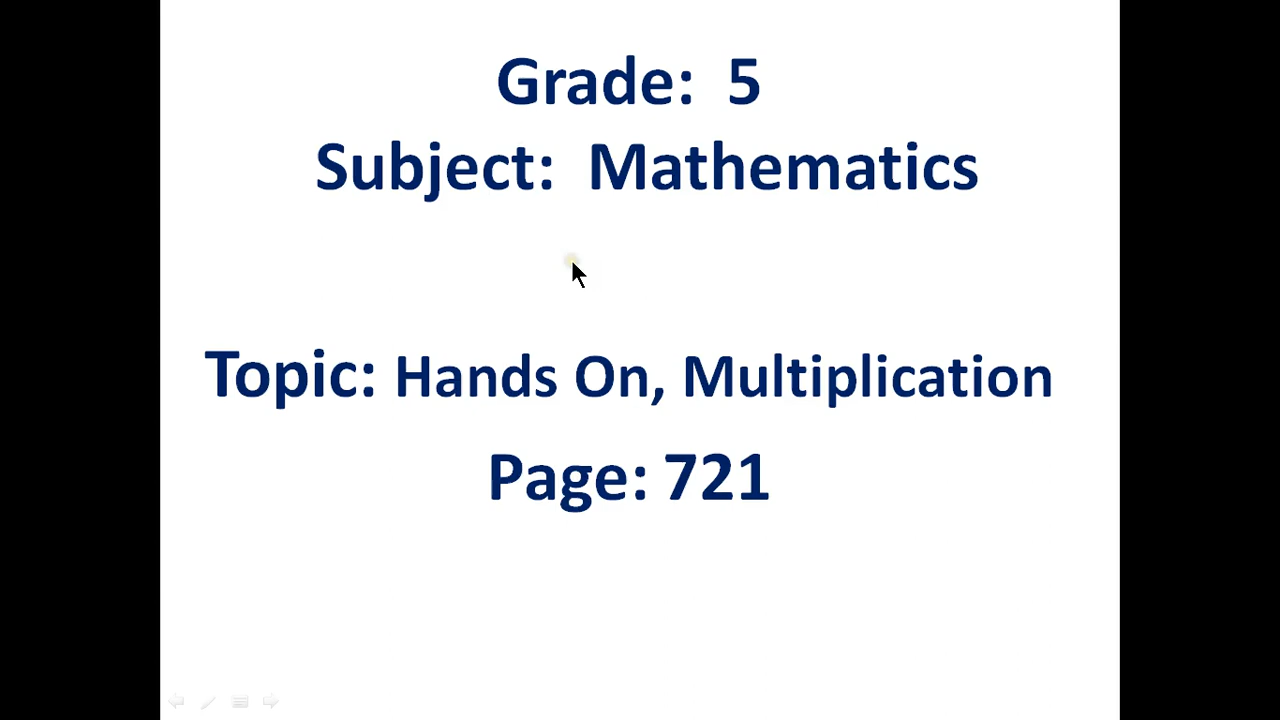 Grade: 5
Subject: Mathematics
Topic: Hands On, Multiplication
Page: 721